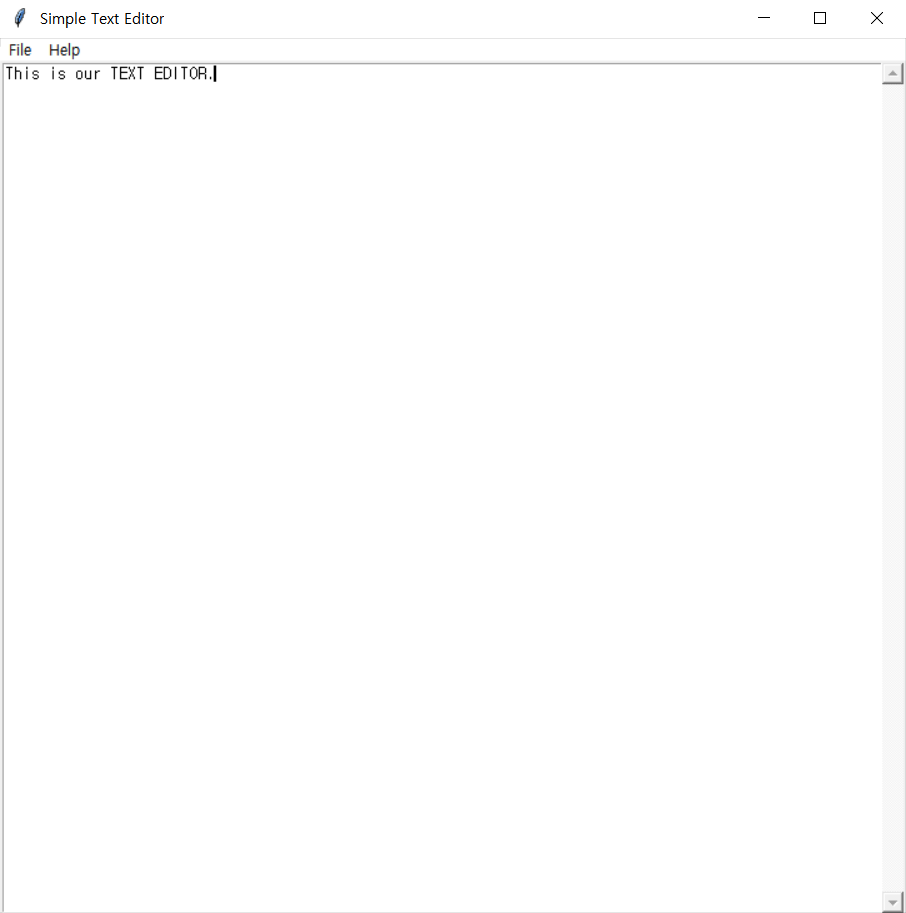 Simple Text Editor
File Help
This is our TEXT EDITOR.